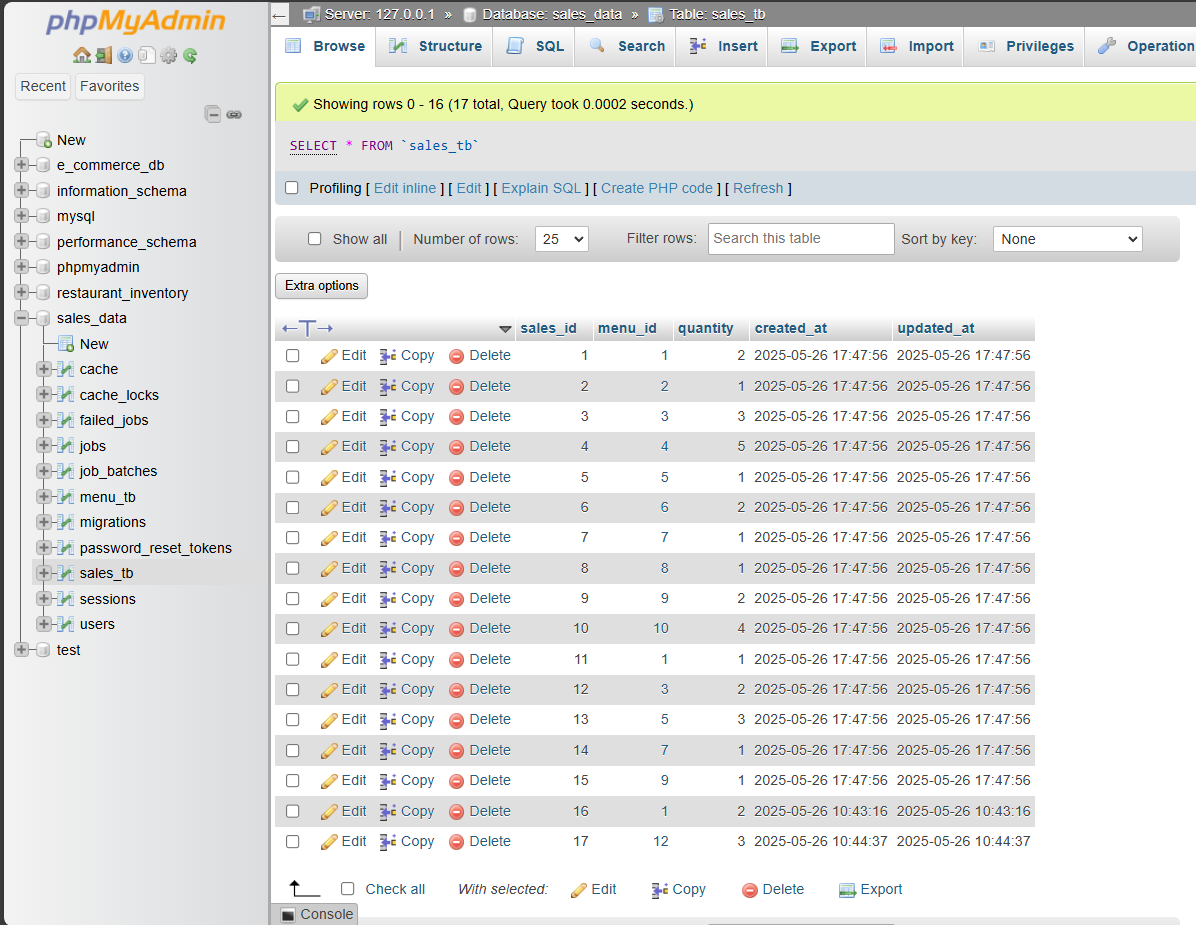 phpMyAdmin
Recent Favorites
New
e_commerce_db
information_schema
mysql
performance_schema
phpmyadmin
restaurant_inventory
sales_data
New
cache
cache_locks
failed_jobs
jobs
job_batches
menu_tb
migrations
password_reset_tokens
sales_tb
sessions
users
test
Server: 127.0.0.1 » Database: sales_data » Table: sales_tb
Browse Structure SQL Search Insert Export Import Privileges Operation
Showing rows 0 - 16 (17 total, Query took 0.0002 seconds.)
SELECT * FROM `sales_tb`
Profiling [ Edit inline ] [ Edit ] [ Explain SQL ] [ Create PHP code ] [ Refresh ]
Show all Number of rows: 25 Filter rows: Search this table Sort by key: None
Extra options
←T→ sales_id menu_id quantity created_at updated_at
Edit Copy Delete 1 1 2 2025-05-26 17:47:56 2025-05-26 17:47:56
Edit Copy Delete 2 2 1 2025-05-26 17:47:56 2025-05-26 17:47:56
Edit Copy Delete 3 3 3 2025-05-26 17:47:56 2025-05-26 17:47:56
Edit Copy Delete 4 4 5 2025-05-26 17:47:56 2025-05-26 17:47:56
Edit Copy Delete 5 5 1 2025-05-26 17:47:56 2025-05-26 17:47:56
Edit Copy Delete 6 6 2 2025-05-26 17:47:56 2025-05-26 17:47:56
Edit Copy Delete 7 7 1 2025-05-26 17:47:56 2025-05-26 17:47:56
Edit Copy Delete 8 8 1 2025-05-26 17:47:56 2025-05-26 17:47:56
Edit Copy Delete 9 9 2 2025-05-26 17:47:56 2025-05-26 17:47:56
Edit Copy Delete 10 10 4 2025-05-26 17:47:56 2025-05-26 17:47:56
Edit Copy Delete 11 1 1 2025-05-26 17:47:56 2025-05-26 17:47:56
Edit Copy Delete 12 3 2 2025-05-26 17:47:56 2025-05-26 17:47:56
Edit Copy Delete 13 5 3 2025-05-26 17:47:56 2025-05-26 17:47:56
Edit Copy Delete 14 7 1 2025-05-26 17:47:56 2025-05-26 17:47:56
Edit Copy Delete 15 9 1 2025-05-26 17:47:56 2025-05-26 17:47:56
Edit Copy Delete 16 1 2 2025-05-26 10:43:16 2025-05-26 10:43:16
Edit Copy Delete 17 12 3 2025-05-26 10:44:37 2025-05-26 10:44:37
Check all With selected: Edit Copy Delete Export
Console